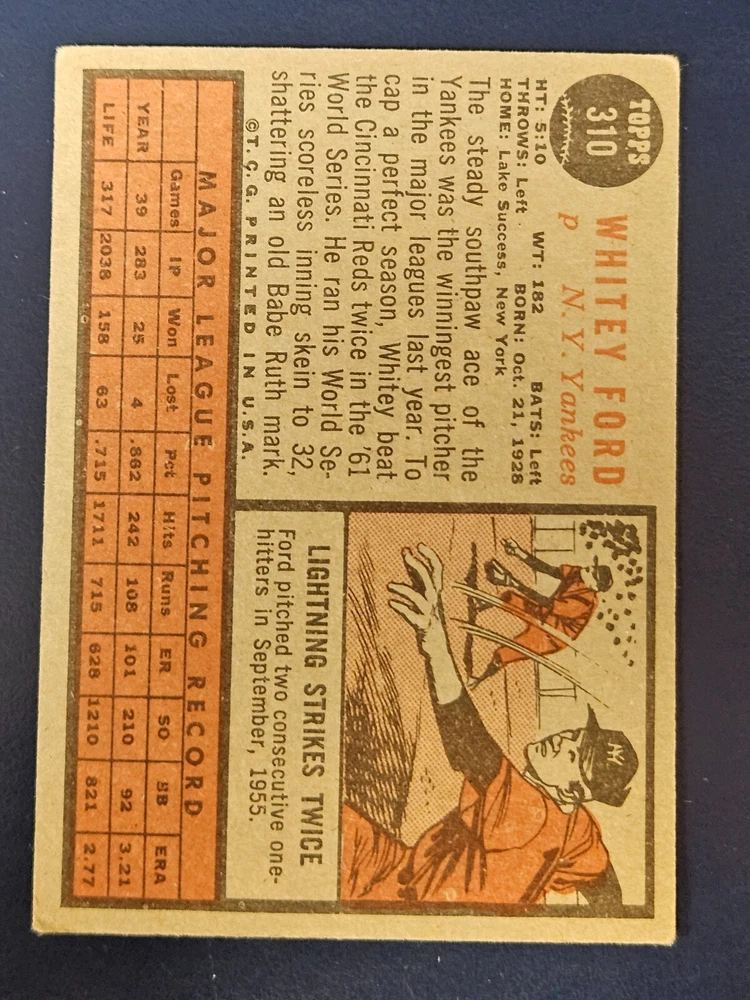 TOPPS
310
WHITEY FORD
P N. Y. Yankees
HT: 5:10 WT: 182 BATS: Left
THROWS: Left BORN: Oct. 21, 1928
HOME: Lake Success, New York
The steady southpaw ace of the
Yankees was the winningest pitcher
in the major leagues last year. To
cap a perfect season, Whitey beat
the Cincinnati Reds twice in the '61
World Series. He ran his World Se-
ries scoreless inning skein to 32,
shattering an old Babe Ruth mark.
©T. C. G. PRINTED IN U.S.A.
NY
LIGHTNING STRIKES TWICE
Ford pitched two consecutive one-
hitters in September, 1955.
MAJOR LEAGUE PITCHING RECORD
Games IP Won Lost Pct Hits Runs ER SO BB ERA
YEAR 39 283 25 4 .862 242 108 101 210 92 3.21
LIFE 317 2038 158 63 .715 1711 715 628 1210 821 2.77